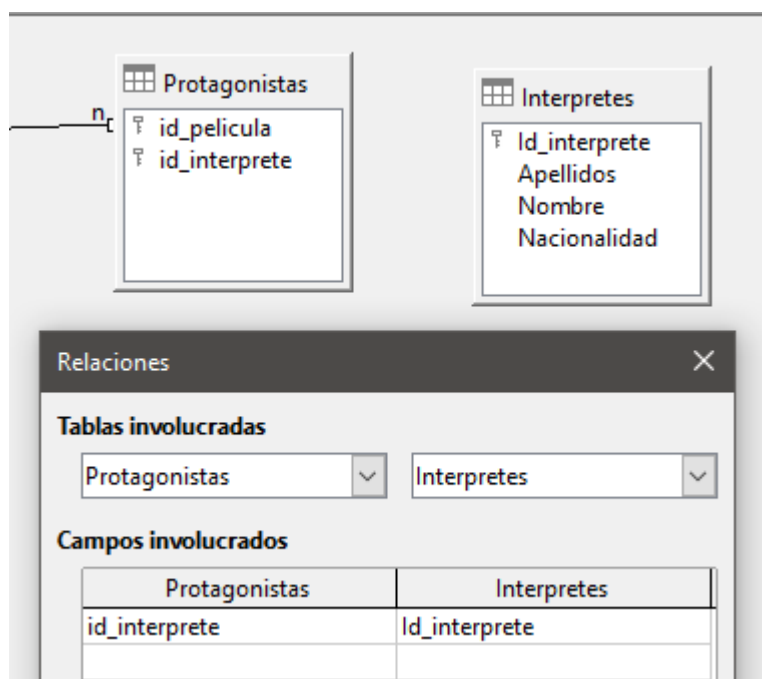 Protagonistas
n
id_pelicula
id_interprete
Interpretes
Id_interprete
Apellidos
Nombre
Nacionalidad
Relaciones
Tablas involucradas
Protagonistas
Interpretes
Campos involucrados
Protagonistas Interpretes
id_interprete Id_interprete